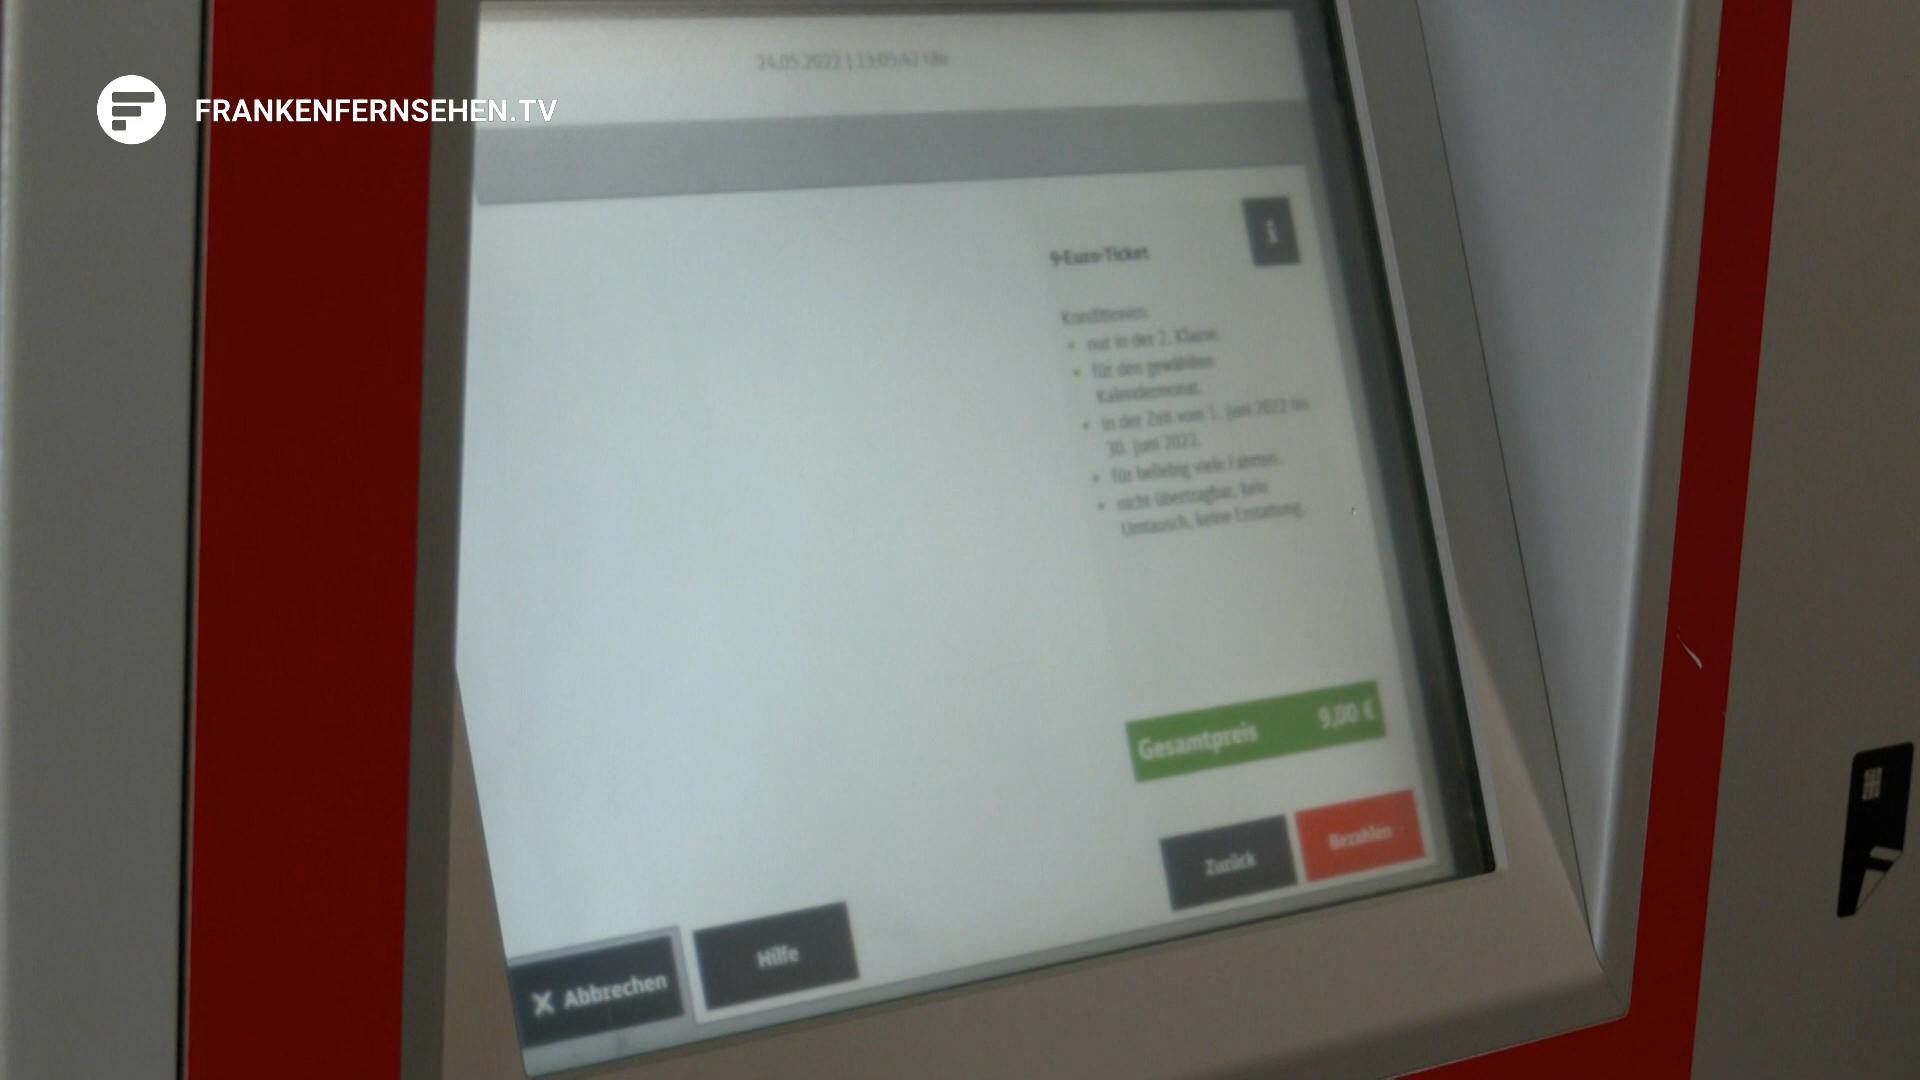 24.05.2022 | 13:05:42 Uhr
FRANKENFERNSEHEN.TV
i
9-Euro-Ticket
Konditionen:
nur in der 2. Klasse.
für den gewählten
Kalendermonat.
in der Zeit vom 1. Juni 2022 bis
30. Juni 2022.
für beliebig viele Fahrten.
nicht übertragbar, kein
Umtausch, keine Erstattung.
Gesamtpreis 9,00 €
Zurück Bezahlen
X Abbrechen Hilfe